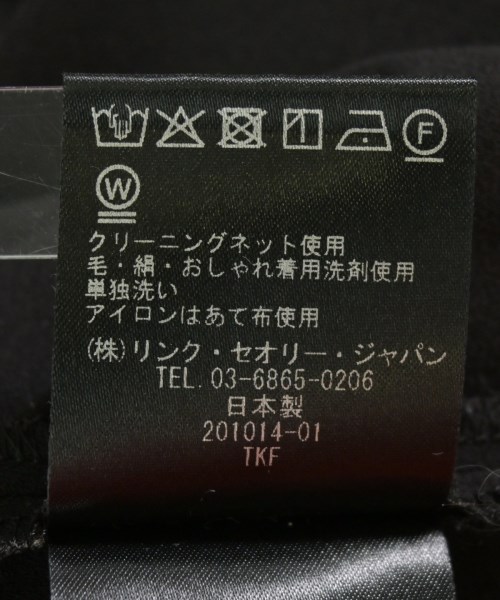 F
W
クリーニングネット使用
毛・絹・おしゃれ着用洗剤使用
単独洗い
アイロンはあて布使用
(株)リンク・セオリー・ジャパン
TEL. 03-6865-0206
日本製
201014-01
TKF